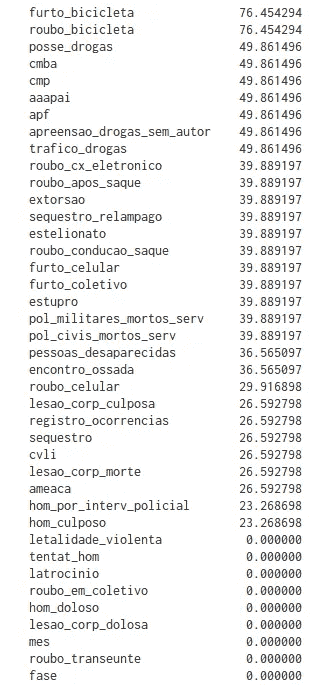 furto_bicicleta 76.454294
roubo_bicicleta 76.454294
posse_drogas 49.861496
cmba 49.861496
cmp 49.861496
aaapai 49.861496
apf 49.861496
apreensao_drogas_sem_autor 49.861496
trafico_drogas 49.861496
roubo_cx_eletronico 39.889197
roubo_apos_saque 39.889197
extorsao 39.889197
sequestro_relampago 39.889197
estelionato 39.889197
roubo_conducao_saque 39.889197
furto_celular 39.889197
furto_coletivo 39.889197
estupro 39.889197
pol_militares_mortos_serv 39.889197
pol_civis_mortos_serv 39.889197
pessoas_desaparecidas 36.565097
encontro_ossada 36.565097
roubo_celular 29.916898
lesao_corp_culposa 26.592798
registro_ocorrencias 26.592798
sequestro 26.592798
cvli 26.592798
lesao_corp_morte 26.592798
ameaca 26.592798
hom_por_interv_policial 23.268698
hom_culposo 23.268698
letalidade_violenta 0.000000
tentat_hom 0.000000
latrocinio 0.000000
roubo_em_coletivo 0.000000
hom_doloso 0.000000
lesao_corp_dolosa 0.000000
mes 0.000000
roubo_transeunte 0.000000
fase 0.000000